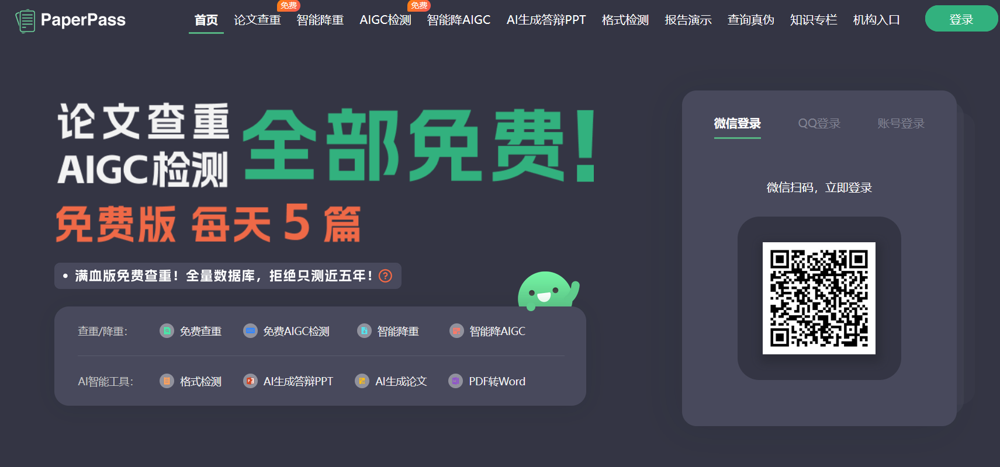 免费 免费
PaperPass 首页 论文查重 智能降重 AIGC检测 智能降AIGC AI生成答辩PPT 格式检测 报告演示 查询真伪 知识专栏 机构入口 登录
论文查重
AIGC检测
全部免费!
免费版 每天 5 篇
• 满血版免费查重！全量数据库，拒绝只测近五年！?
查重/降重： 免费查重 免费AIGC检测 智能降重 智能降AIGC
AI智能工具： 格式检测 AI生成答辩PPT AI生成论文 PDF转Word
微信登录 QQ登录 账号登录
微信扫码，立即登录